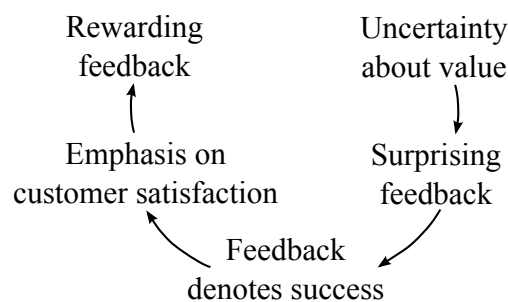 Rewarding
feedback
Uncertainty
about value
Emphasis on
customer satisfaction
Surprising
feedback
Feedback
denotes success